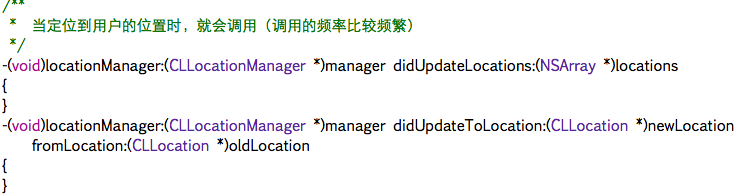 /**
 *  当定位到用户的位置时，就会调用（调用的频率比较频繁）
 */
-(void)locationManager:(CLLocationManager *)manager didUpdateLocations:(NSArray *)locations
{
}
-(void)locationManager:(CLLocationManager *)manager didUpdateToLocation:(CLLocation *)newLocation
fromLocation:(CLLocation *)oldLocation
{
}